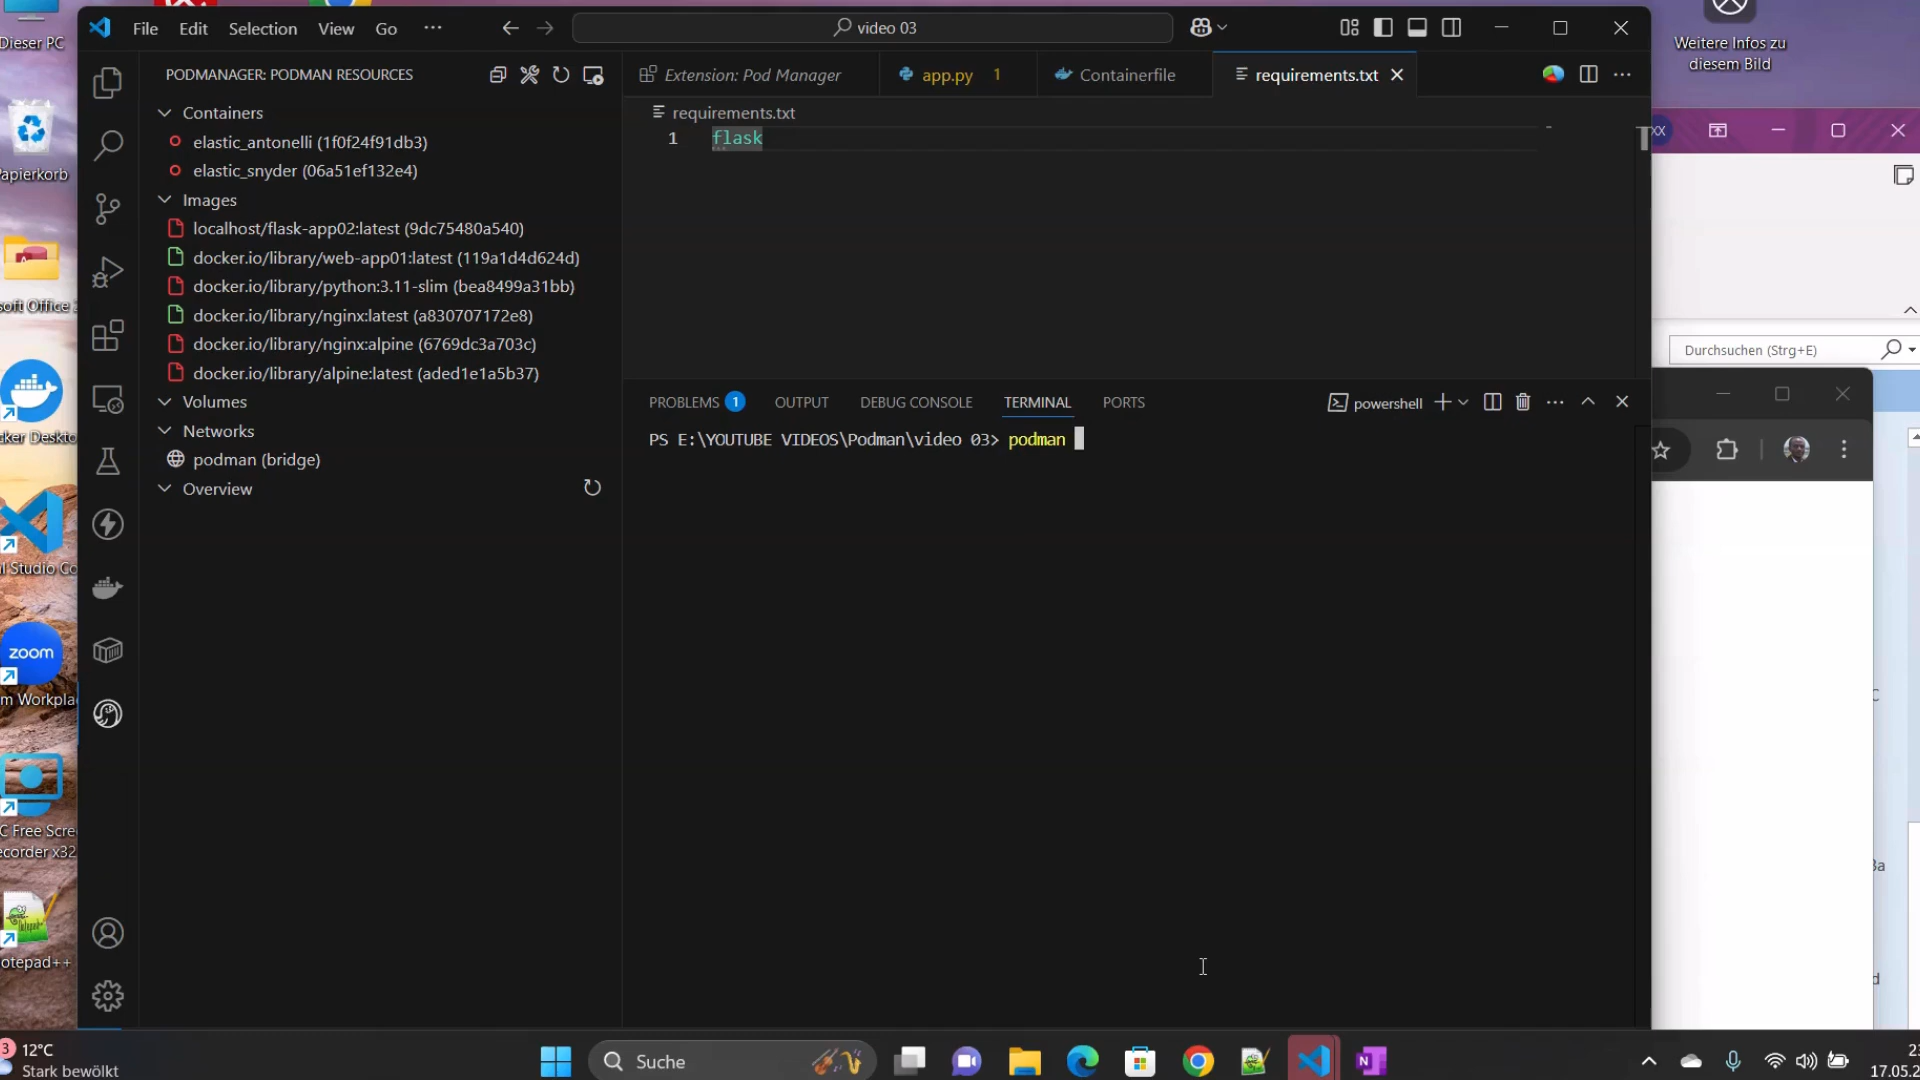 Dieser PC
Papierkorb
soft Office
cker Deskto
al Studio Co
zoom
m Workpla
C Free Scre
ecorder x32
otepad++
File Edit Selection View Go ···
video 03
PODMANAGER: PODMAN RESOURCES
Containers
elastic_antonelli (1f0f24f91db3)
elastic_snyder (06a51ef132e4)
Images
localhost/flask-app02:latest (9dc75480a540)
docker.io/library/web-app01:latest (119a1d4d624d)
docker.io/library/python:3.11-slim (bea8499a31bb)
docker.io/library/nginx:latest (a830707172e8)
docker.io/library/nginx:alpine (6769dc3a703c)
docker.io/library/alpine:latest (aded1e1a5b37)
Volumes
Networks
podman (bridge)
Overview
Extension: Pod Manager
app.py 1
Containerfile
requirements.txt
requirements.txt
1 flask
PROBLEMS 1 OUTPUT DEBUG CONSOLE TERMINAL PORTS
powershell
PS E:\YOUTUBE VIDEOS\Podman\video 03> podman
Weitere Infos zu
diesem Bild
XX
Durchsuchen (Strg+E)
3 12°C
Stark bewölkt
Suche
17.05.2